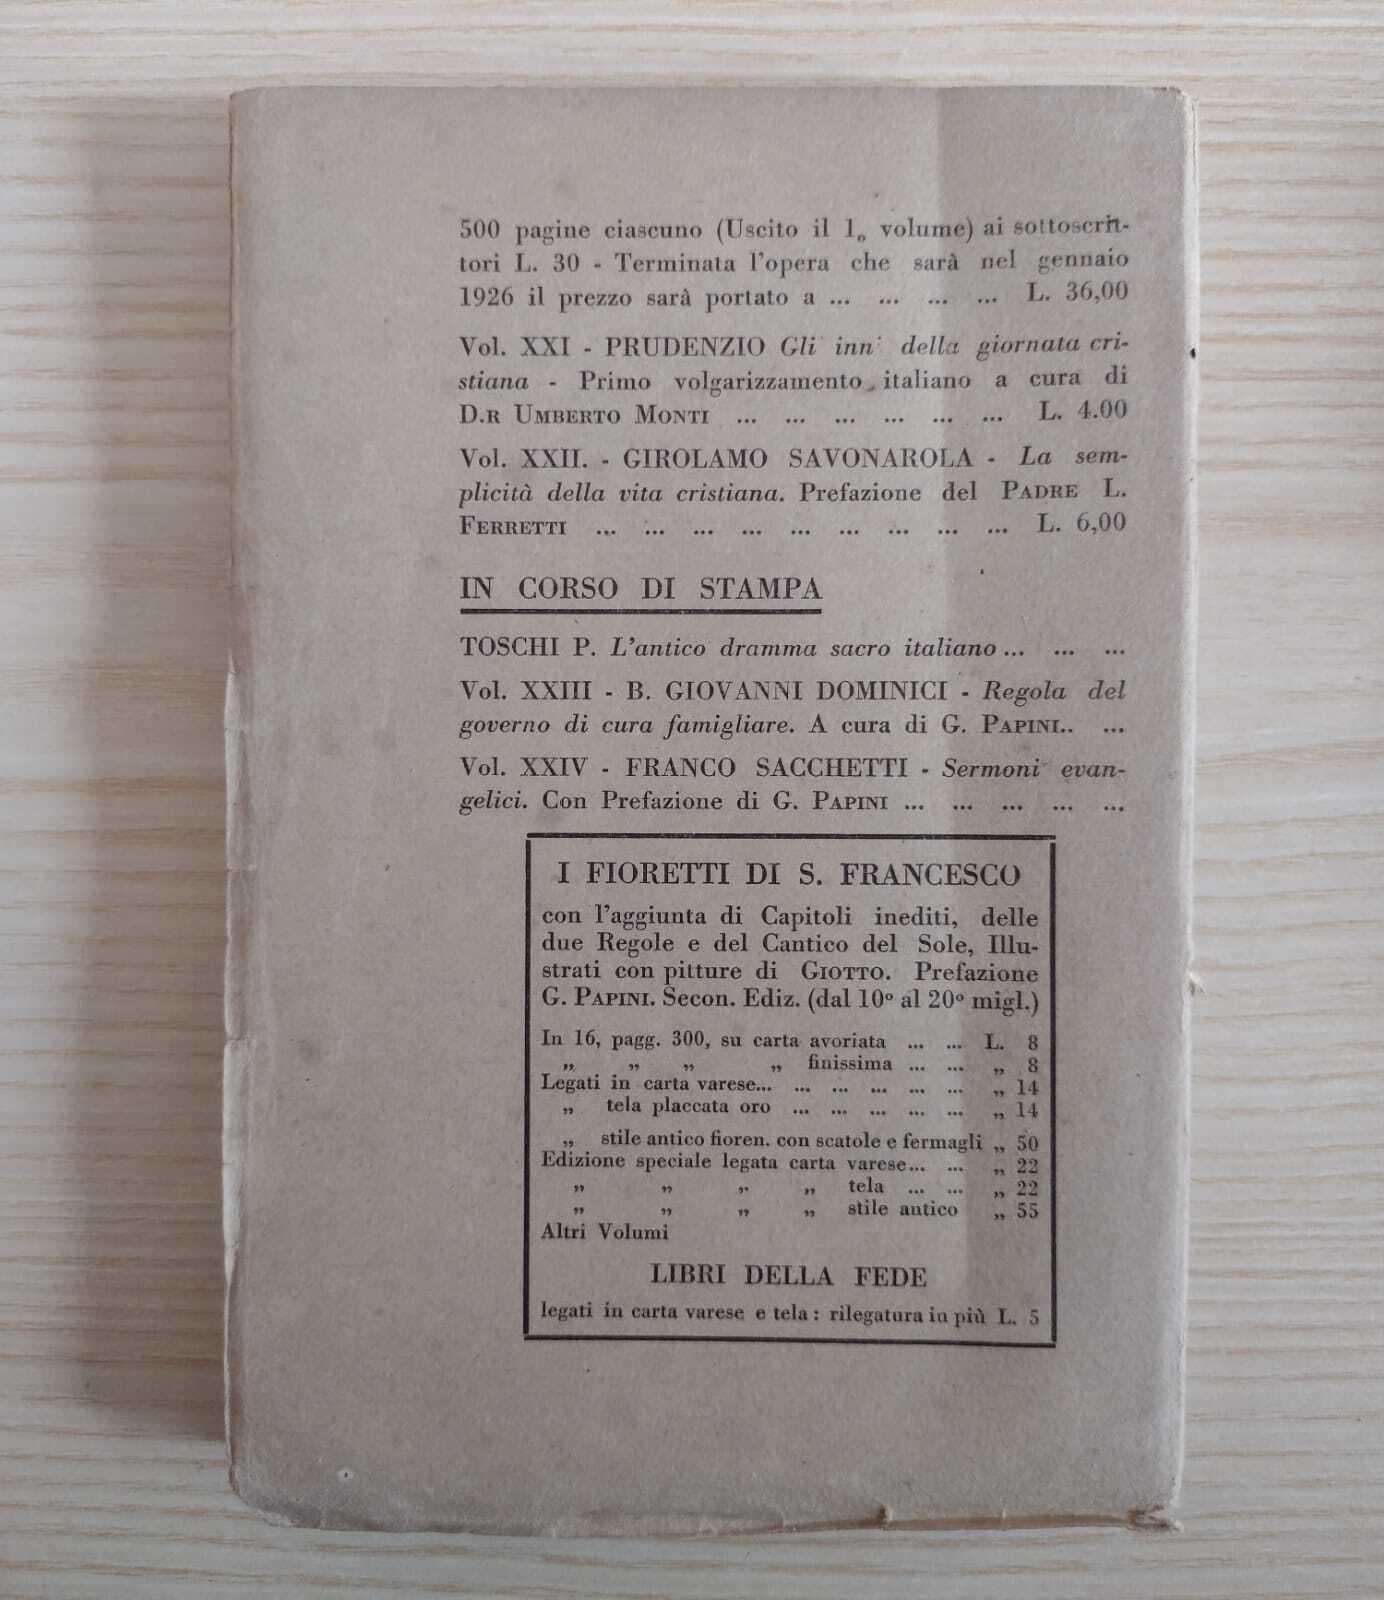 500 pagine ciascuno (Uscito il 1o volume) ai sottoscrit-
tori L. 30 - Terminata l'opera che sarà nel gennaio
1926 il prezzo sarà portato a ... ... ... ... L. 36,00
Vol. XXI - PRUDENZIO Gli inn' della giornata cri-
stiana - Primo volgarizzamento italiano a cura di
D.r Umberto Monti ... ... ... ... ... ... L. 4.00
Vol. XXII. - GIROLAMO SAVONAROLA - La sem-
plicità della vita cristiana. Prefazione del Padre L.
Ferretti ... ... ... ... ... ... ... ... ... L. 6,00
IN CORSO DI STAMPA
TOSCHI P. L'antico dramma sacro italiano ... ... ...
Vol. XXIII - B. GIOVANNI DOMINICI - Regola del
governo di cura famigliare. A cura di G. Papini.. ...
Vol. XXIV - FRANCO SACCHETTI - Sermoni evan-
gelici. Con Prefazione di G. Papini ... ... ... ... ...
I FIORETTI DI S. FRANCESCO
con l'aggiunta di Capitoli inediti, delle
due Regole e del Cantico del Sole, Illu-
strati con pitture di Giotto. Prefazione
G. Papini. Secon. Ediz. (dal 10º al 20º migl.)
In 16, pagg. 300, su carta avoriata ... ... L. 8
„ „ „ „ finissima ... ... „ 8
Legati in carta varese... ... ... ... ... ... „ 14
„ tela placcata oro ... ... ... ... ... „ 14
„ stile antico fioren. con scatole e fermagli „ 50
Edizione speciale legata carta varese... ... „ 22
„ „ „ „ tela ... ... „ 22
„ „ „ „ stile antico „ 55
Altri Volumi
LIBRI DELLA FEDE
legati in carta varese e tela : rilegatura in più L. 5